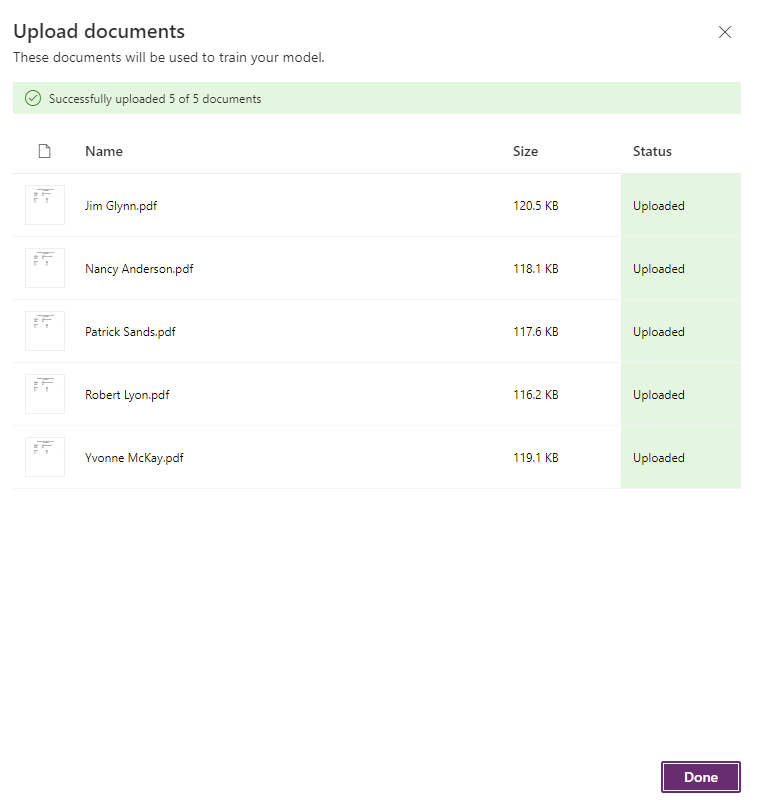 Upload documents
These documents will be used to train your model.
Successfully uploaded 5 of 5 documents
Name Size Status
Jim Glynn.pdf 120.5 KB Uploaded
Nancy Anderson.pdf 118.1 KB Uploaded
Patrick Sands.pdf 117.6 KB Uploaded
Robert Lyon.pdf 116.2 KB Uploaded
Yvonne McKay.pdf 119.1 KB Uploaded
Done